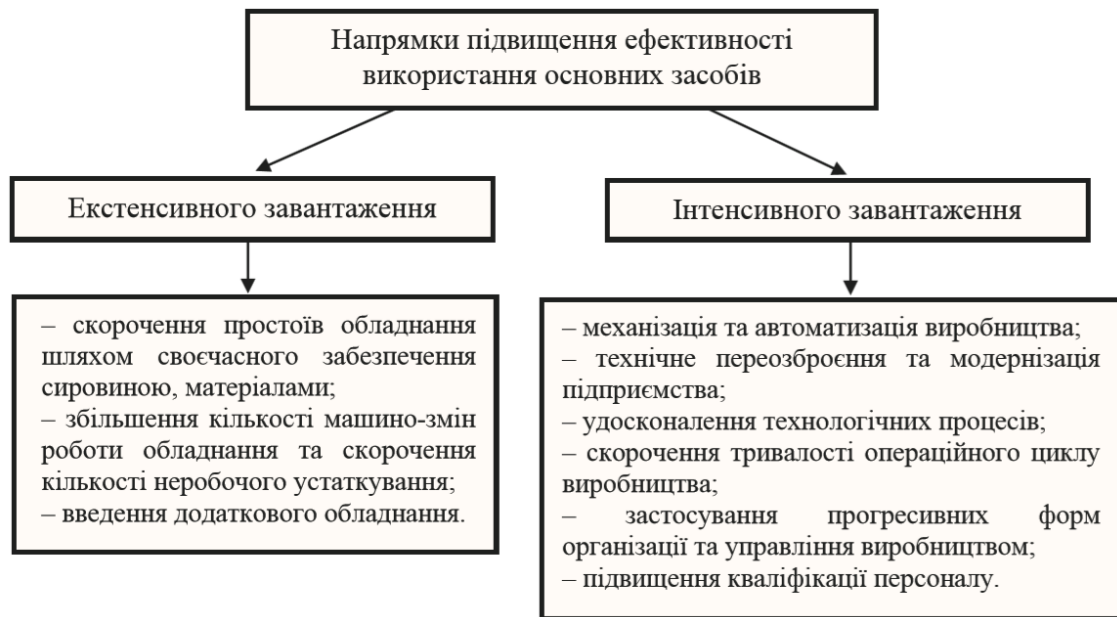 Напрямки підвищення ефективності
використання основних засобів
Екстенсивного завантаження
Інтенсивного завантаження
– скорочення простоїв обладнання
шляхом своєчасного забезпечення
сировиною, матеріалами;
– збільшення кількості машино-змін
роботи обладнання та скорочення
кількості неробочого устаткування;
– введення додаткового обладнання.
– механізація та автоматизація виробництва;
– технічне переозброєння та модернізація
підприємства;
– удосконалення технологічних процесів;
– скорочення тривалості операційного циклу
виробництва;
– застосування прогресивних форм
організації та управління виробництвом;
– підвищення кваліфікації персоналу.